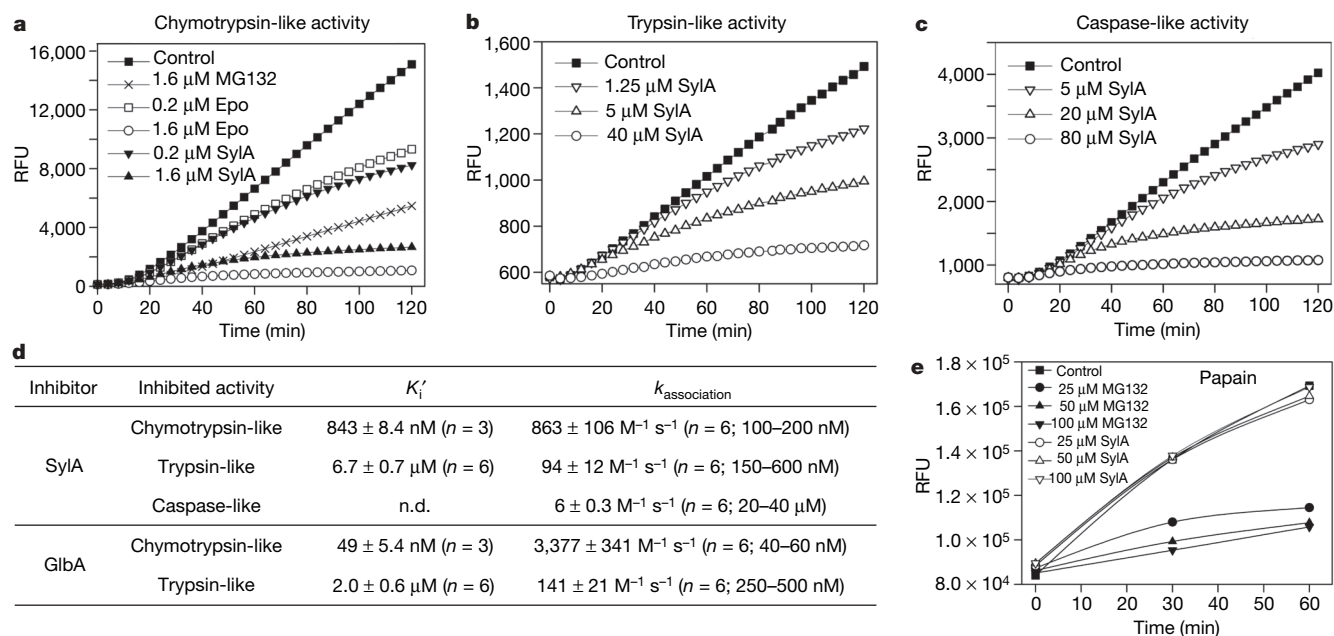 a
Chymotrypsin-like activity
16,000
12,000
8,000
4,000
0
RFU
Control
1.6 µM MG132
0.2 µM Epo
1.6 µM Epo
0.2 µM SylA
1.6 µM SylA
0 20 40 60 80 100 120
Time (min)
b
Trypsin-like activity
1,600
1,400
1,200
1,000
800
600
RFU
Control
1.25 µM SylA
5 µM SylA
40 µM SylA
0 20 40 60 80 100 120
Time (min)
c
Caspase-like activity
4,000
3,000
2,000
1,000
RFU
Control
5 µM SylA
20 µM SylA
80 µM SylA
0 20 40 60 80 100 120
Time (min)
d
Inhibitor Inhibited activity Ki′ kassociation
SylA
Chymotrypsin-like 843 ± 8.4 nM (n = 3) 863 ± 106 M⁻¹ s⁻¹ (n = 6; 100–200 nM)
Trypsin-like 6.7 ± 0.7 µM (n = 6) 94 ± 12 M⁻¹ s⁻¹ (n = 6; 150–600 nM)
Caspase-like n.d. 6 ± 0.3 M⁻¹ s⁻¹ (n = 6; 20–40 µM)
GlbA
Chymotrypsin-like 49 ± 5.4 nM (n = 3) 3,377 ± 341 M⁻¹ s⁻¹ (n = 6; 40–60 nM)
Trypsin-like 2.0 ± 0.6 µM (n = 6) 141 ± 21 M⁻¹ s⁻¹ (n = 6; 250–500 nM)
e
Papain
1.8 × 10⁵
1.6 × 10⁵
1.4 × 10⁵
1.2 × 10⁵
1.0 × 10⁵
8.0 × 10⁴
RFU
Control
25 µM MG132
50 µM MG132
100 µM MG132
25 µM SylA
50 µM SylA
100 µM SylA
0 10 20 30 40 50 60
Time (min)